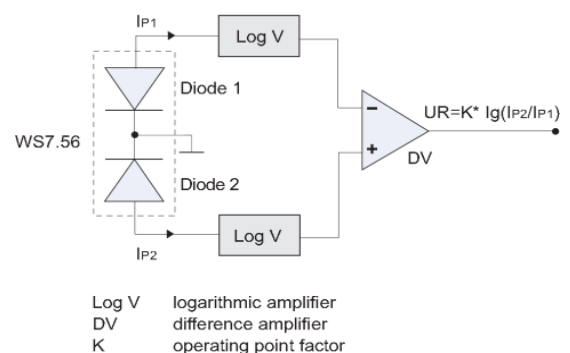 IP1
Log V
Diode 1
WS7.56
Diode 2
IP2
Log V
UR=K* lg(IP2/IP1)
DV
Log V logarithmic amplifier
DV difference amplifier
K operating point factor